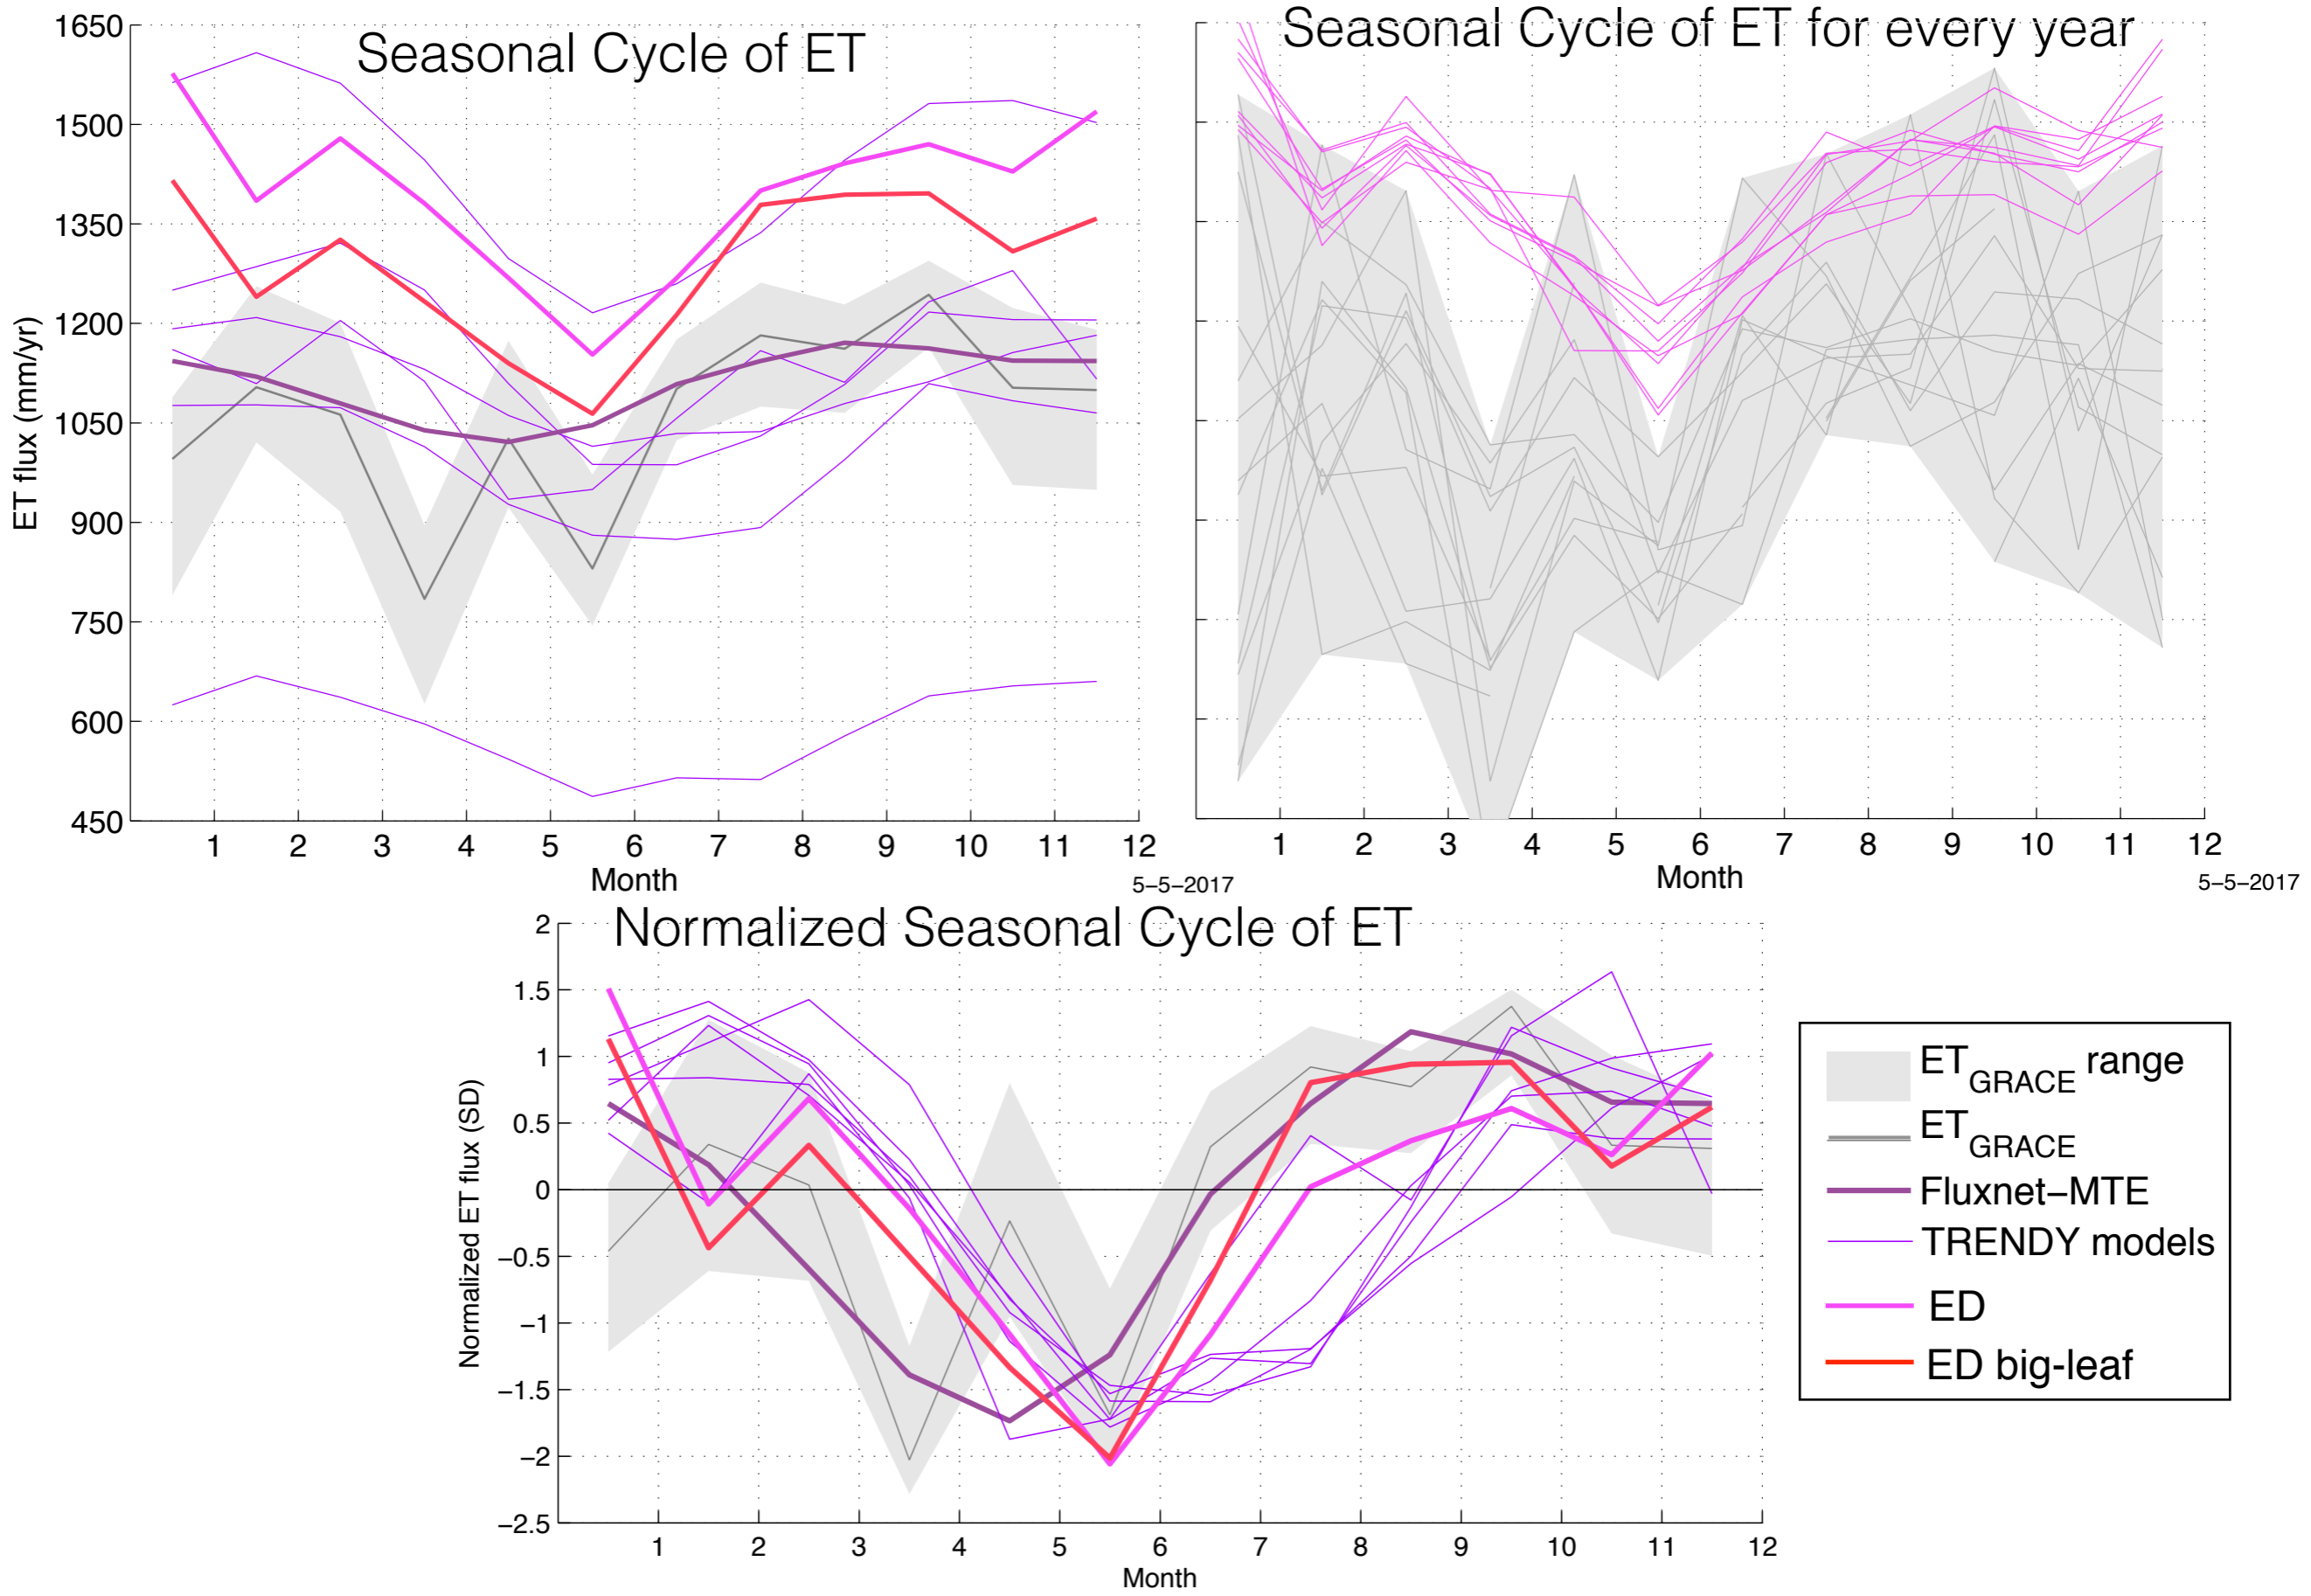 Seasonal Cycle of ET
1650
1500
1350
1200
1050
900
750
600
450
ET flux (mm/yr)
1 2 3 4 5 6 7 8 9 10 11 12
Month
5−5−2017
Seasonal Cycle of ET for every year
1 2 3 4 5 6 7 8 9 10 11 12
Month
5−5−2017
Normalized Seasonal Cycle of ET
2
1.5
1
0.5
0
−0.5
−1
−1.5
−2
−2.5
Normalized ET flux (SD)
1 2 3 4 5 6 7 8 9 10 11 12
Month
ET GRACE range
ET GRACE
Fluxnet−MTE
TRENDY models
ED
ED big-leaf